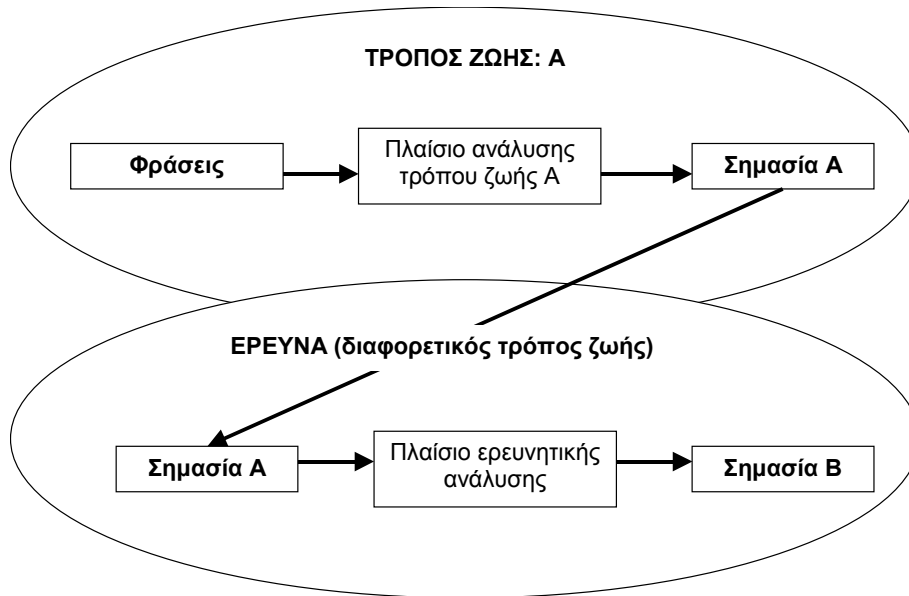 ΤΡΟΠΟΣ ΖΩΗΣ: Α
Φράσεις
Πλαίσιο ανάλυσης
τρόπου ζωής Α
Σημασία Α
ΕΡΕΥΝΑ (διαφορετικός τρόπος ζωής)
Σημασία Α
Πλαίσιο ερευνητικής
ανάλυσης
Σημασία Β